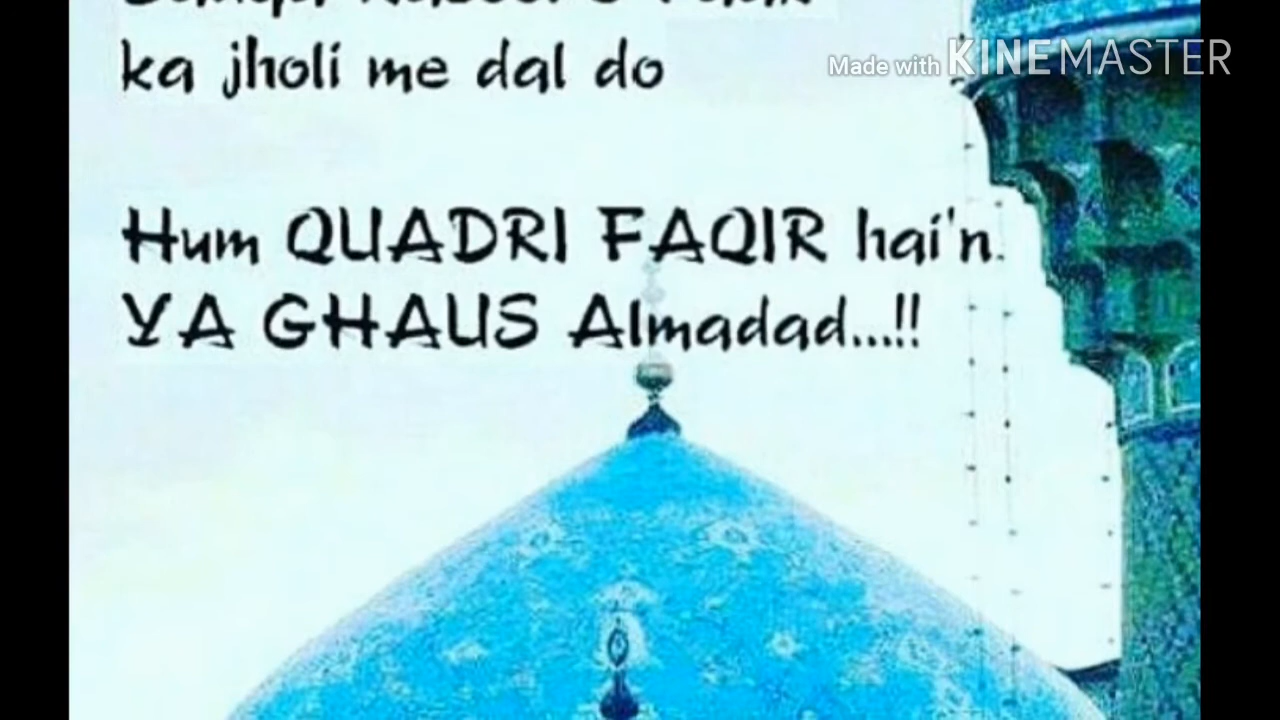 ka jholi me dal do
Made with KINEMASTER
Hum QUADRI FAQIR hai'n.
YA GHAUS Almadad...!!